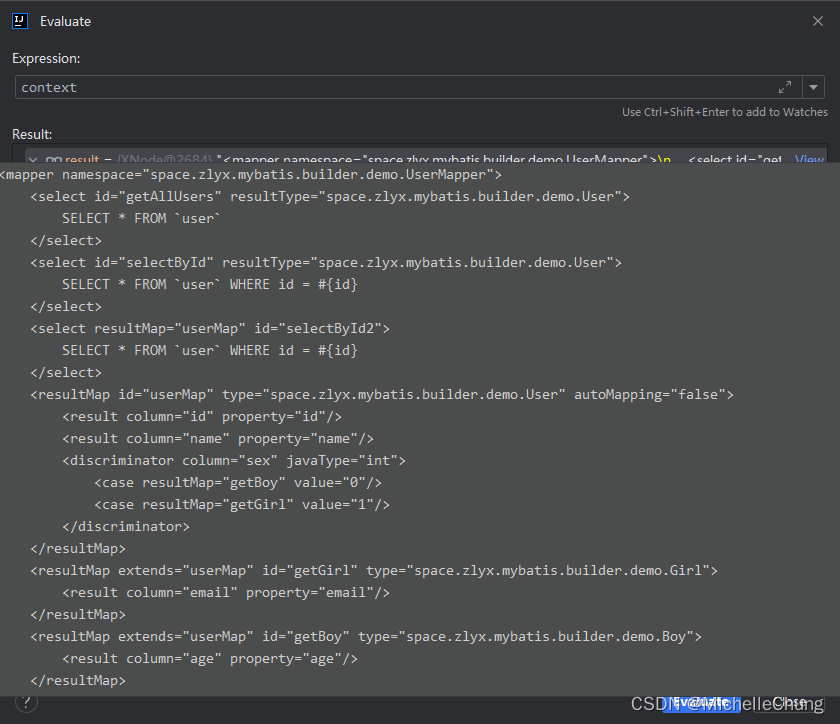 Evaluate
Expression:
context
Use Ctrl+Shift+Enter to add to Watches
Result:
result = {XNode@2684} "<mapper namespace="space.zlyx.mybatis.builder.demo.UserMapper">\n <select id="get... View
<mapper namespace="space.zlyx.mybatis.builder.demo.UserMapper">
    <select id="getAllUsers" resultType="space.zlyx.mybatis.builder.demo.User">
        SELECT * FROM `user`
    </select>
    <select id="selectById" resultType="space.zlyx.mybatis.builder.demo.User">
        SELECT * FROM `user` WHERE id = #{id}
    </select>
    <select resultMap="userMap" id="selectById2">
        SELECT * FROM `user` WHERE id = #{id}
    </select>
    <resultMap id="userMap" type="space.zlyx.mybatis.builder.demo.User" autoMapping="false">
        <result column="id" property="id"/>
        <result column="name" property="name"/>
        <discriminator column="sex" javaType="int">
            <case resultMap="getBoy" value="0"/>
            <case resultMap="getGirl" value="1"/>
        </discriminator>
    </resultMap>
    <resultMap extends="userMap" id="getGirl" type="space.zlyx.mybatis.builder.demo.Girl">
        <result column="email" property="email"/>
    </resultMap>
    <resultMap extends="userMap" id="getBoy" type="space.zlyx.mybatis.builder.demo.Boy">
        <result column="age" property="age"/>
    </resultMap>
? Evaluate Close
CSDN @MichelleChung